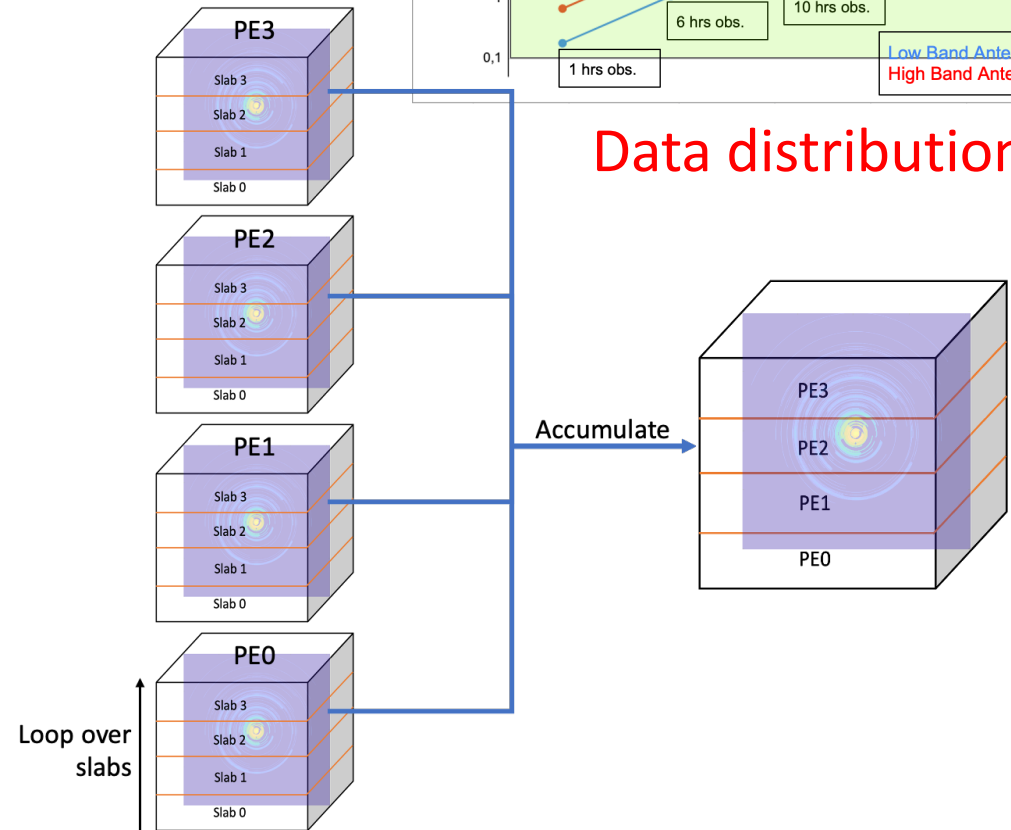 10 hrs obs.
6 hrs obs.
0,1
1 hrs obs.
Low Band
High Band
Data
PE3
Slab 3
Slab 2
Slab 1
Slab 0
PE2
Slab 3
Slab 2
Slab 1
Slab 0
PE1
Slab 3
Slab 2
Slab 1
Slab 0
PE0
Slab 3
Slab 2
Slab 1
Slab 0
Loop over
slabs
Accumulate
PE3
PE2
PE1
PE0